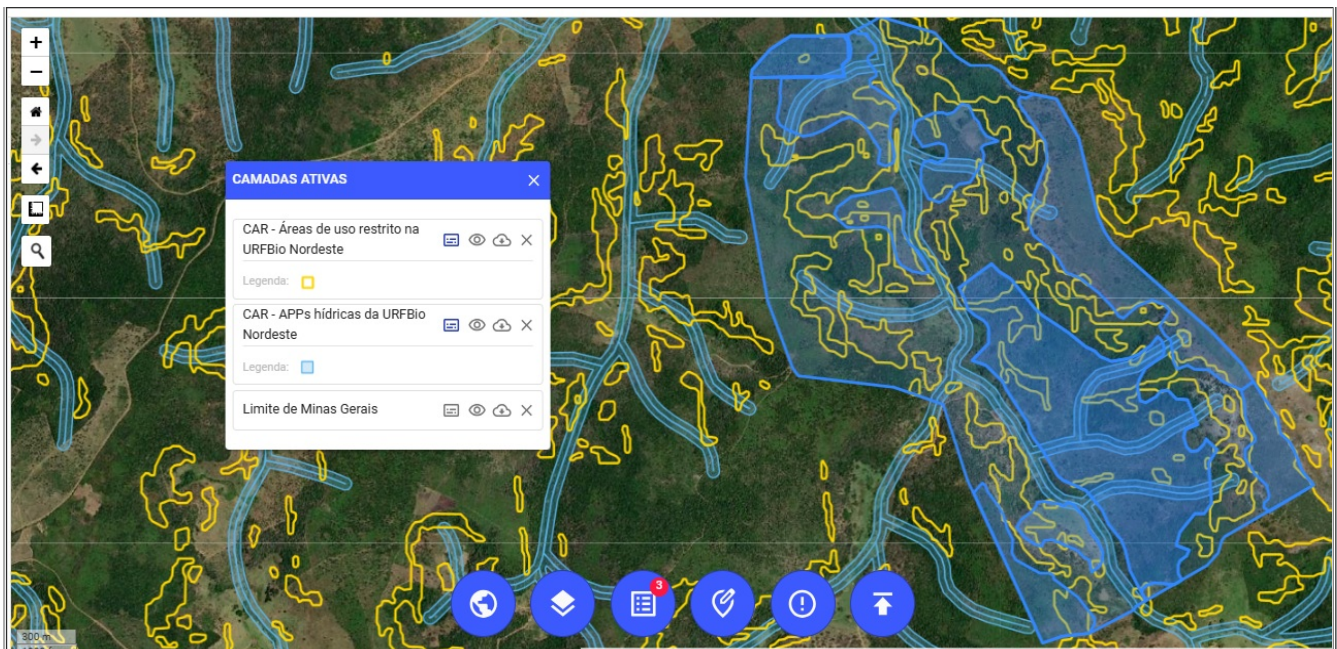 +
−
CAMADAS ATIVAS
CAR - Áreas de uso restrito na
URFBio Nordeste
Legenda:
CAR - APPs hídricas da URFBio
Nordeste
Legenda:
Limite de Minas Gerais
3
300 m